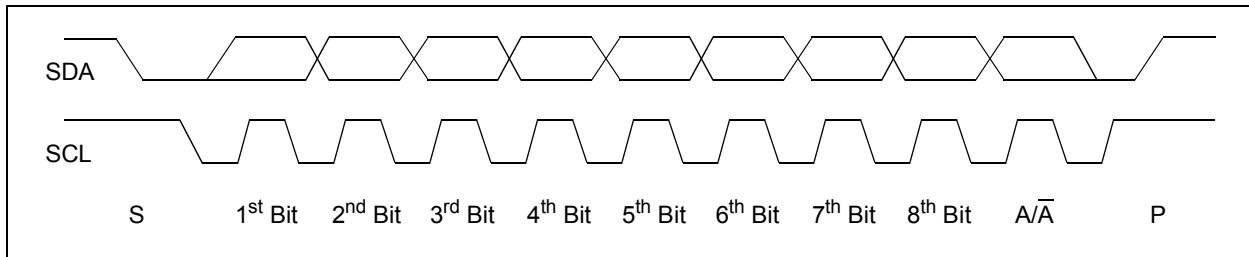 SDA
SCL
S 1st Bit 2nd Bit 3rd Bit 4th Bit 5th Bit 6th Bit 7th Bit 8th Bit A/A̅ P